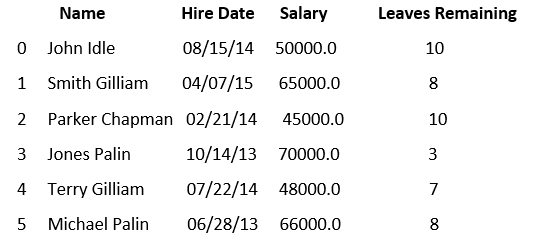 Name Hire Date Salary Leaves Remaining
0 John Idle 08/15/14 50000.0 10
1 Smith Gilliam 04/07/15 65000.0 8
2 Parker Chapman 02/21/14 45000.0 10
3 Jones Palin 10/14/13 70000.0 3
4 Terry Gilliam 07/22/14 48000.0 7
5 Michael Palin 06/28/13 66000.0 8